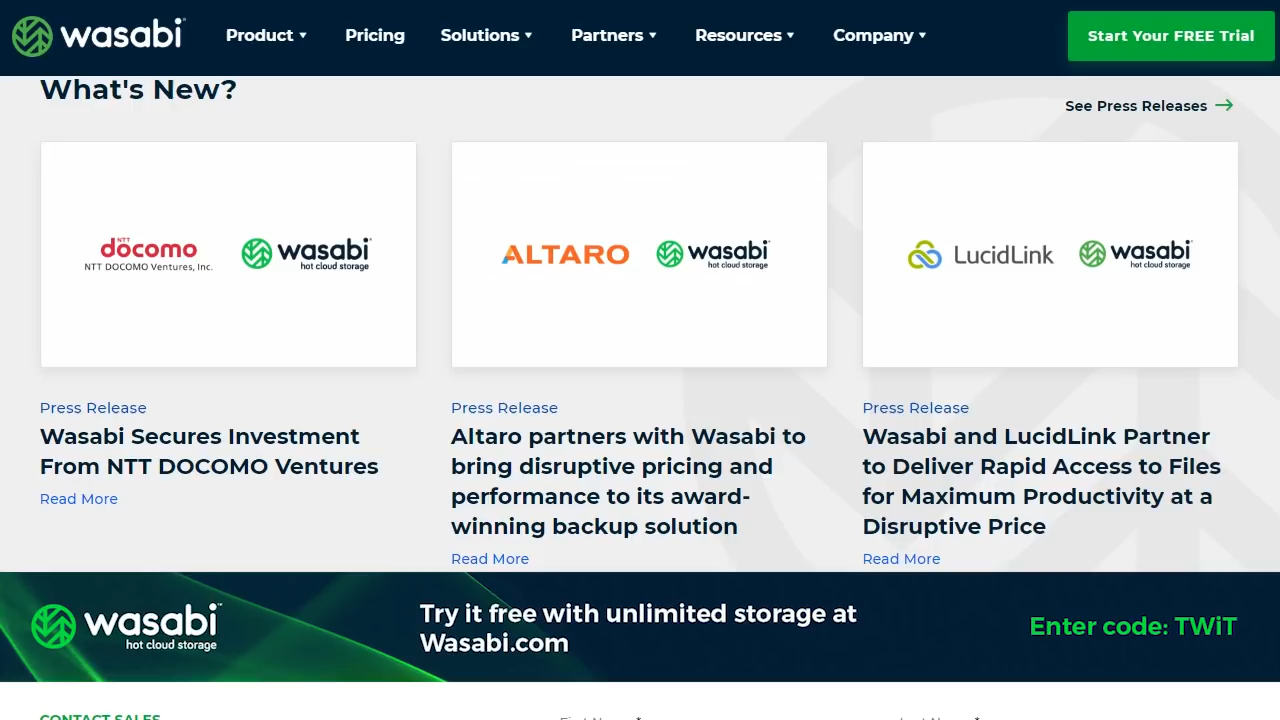 wasabi
Product Pricing Solutions Partners Resources Company Start Your FREE Trial
What's New?
See Press Releases
NTT
docomo
NTT DOCOMO Ventures, Inc.
wasabi
hot cloud storage
ALTARO
wasabi
hot cloud storage
LucidLink
wasabi
hot cloud storage
Press Release
Wasabi Secures Investment
From NTT DOCOMO Ventures
Read More
Press Release
Altaro partners with Wasabi to
bring disruptive pricing and
performance to its award-
winning backup solution
Read More
Press Release
Wasabi and LucidLink Partner
to Deliver Rapid Access to Files
for Maximum Productivity at a
Disruptive Price
Read More
wasabi
hot cloud storage
Try it free with unlimited storage at
Wasabi.com
Enter code: TWiT
CONTACT SALES